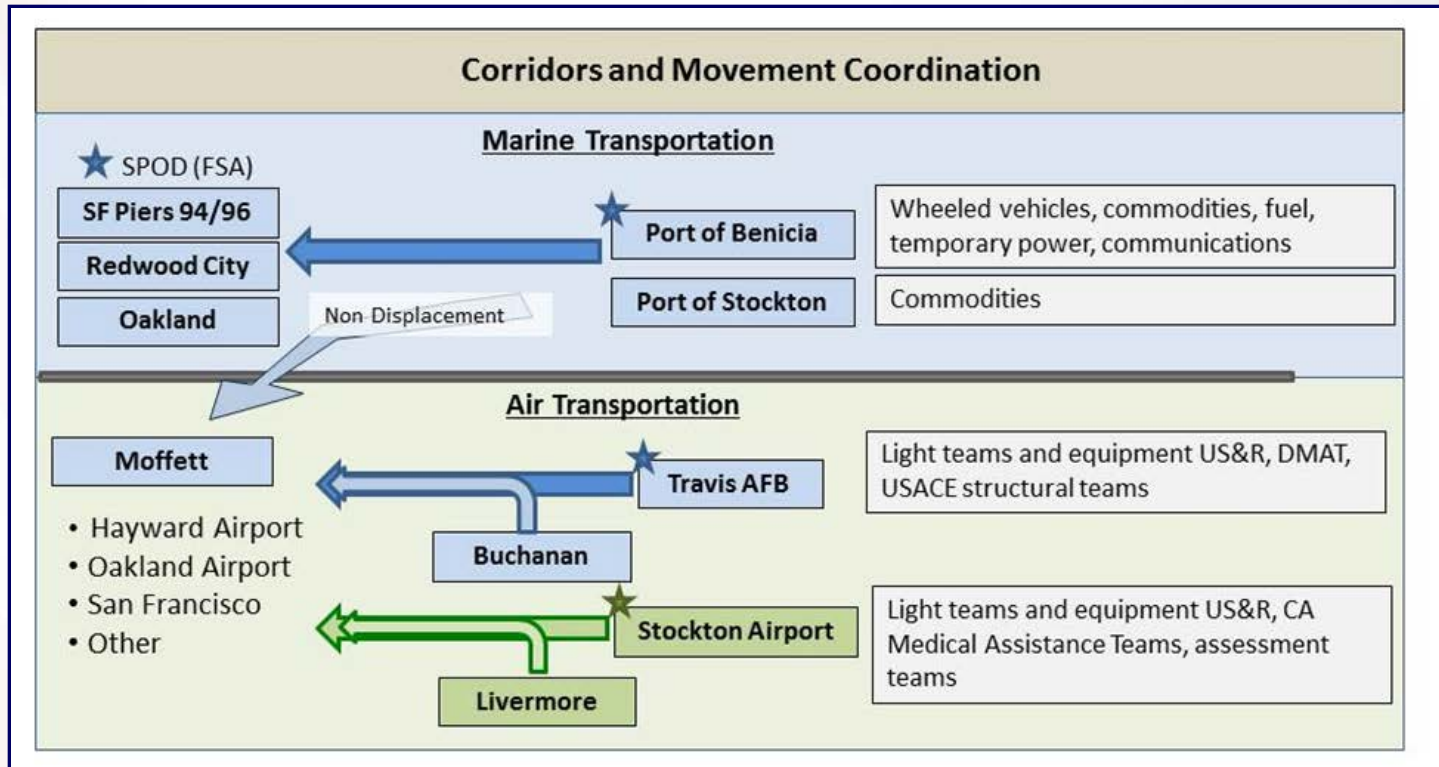 Corridors and Movement Coordination
Marine Transportation
SPOD (FSA)
SF Piers 94/96
Redwood City
Oakland
Non Displacement
Port of Benicia
Wheeled vehicles, commodities, fuel,
temporary power, communications
Port of Stockton
Commodities
Air Transportation
Moffett
• Hayward Airport
• Oakland Airport
• San Francisco
• Other
Travis AFB
Light teams and equipment US&R, DMAT,
USACE structural teams
Buchanan
Stockton Airport
Light teams and equipment US&R, CA
Medical Assistance Teams, assessment
teams
Livermore